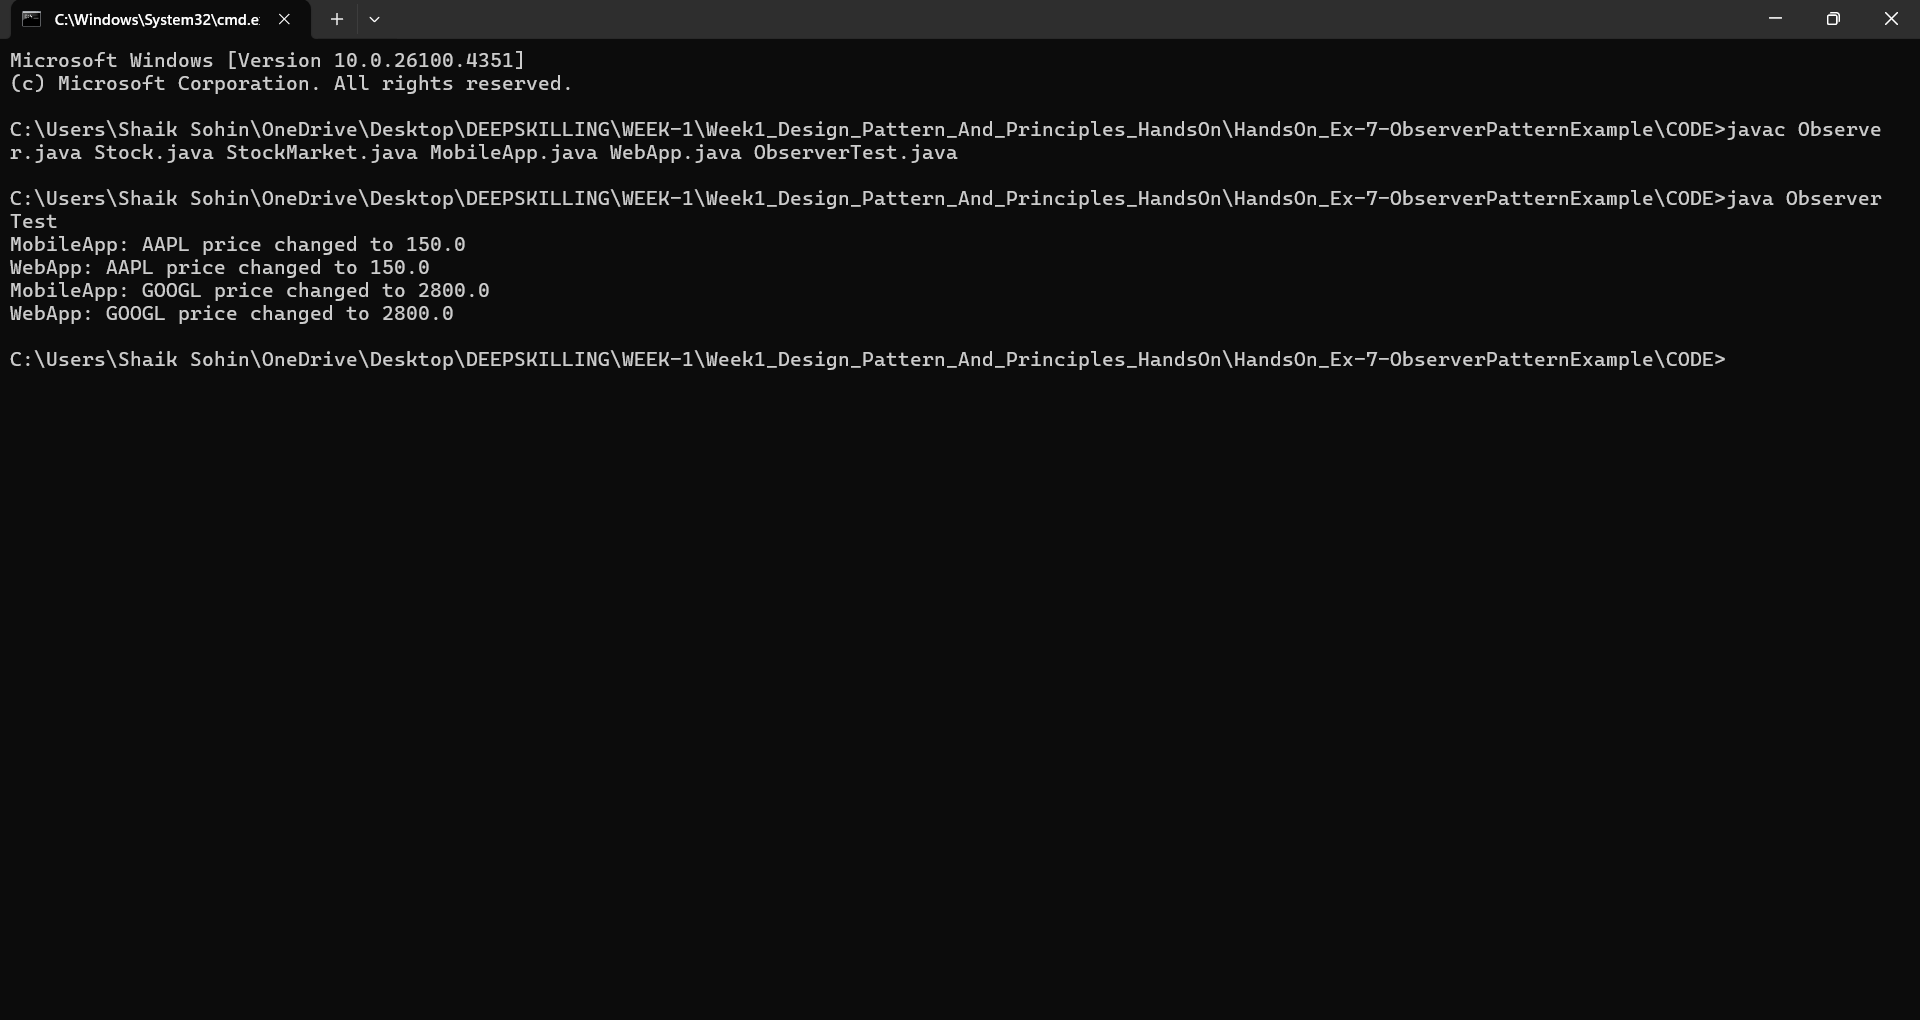 C:\Windows\System32\cmd.e
Microsoft Windows [Version 10.0.26100.4351]
(c) Microsoft Corporation. All rights reserved.
C:\Users\Shaik Sohin\OneDrive\Desktop\DEEPSKILLING\WEEK-1\Week1_Design_Pattern_And_Principles_HandsOn\HandsOn_Ex-7-ObserverPatternExample\CODE>javac Observe
r.java Stock.java StockMarket.java MobileApp.java WebApp.java ObserverTest.java
C:\Users\Shaik Sohin\OneDrive\Desktop\DEEPSKILLING\WEEK-1\Week1_Design_Pattern_And_Principles_HandsOn\HandsOn_Ex-7-ObserverPatternExample\CODE>java Observer
Test
MobileApp: AAPL price changed to 150.0
WebApp: AAPL price changed to 150.0
MobileApp: GOOGL price changed to 2800.0
WebApp: GOOGL price changed to 2800.0
C:\Users\Shaik Sohin\OneDrive\Desktop\DEEPSKILLING\WEEK-1\Week1_Design_Pattern_And_Principles_HandsOn\HandsOn_Ex-7-ObserverPatternExample\CODE>